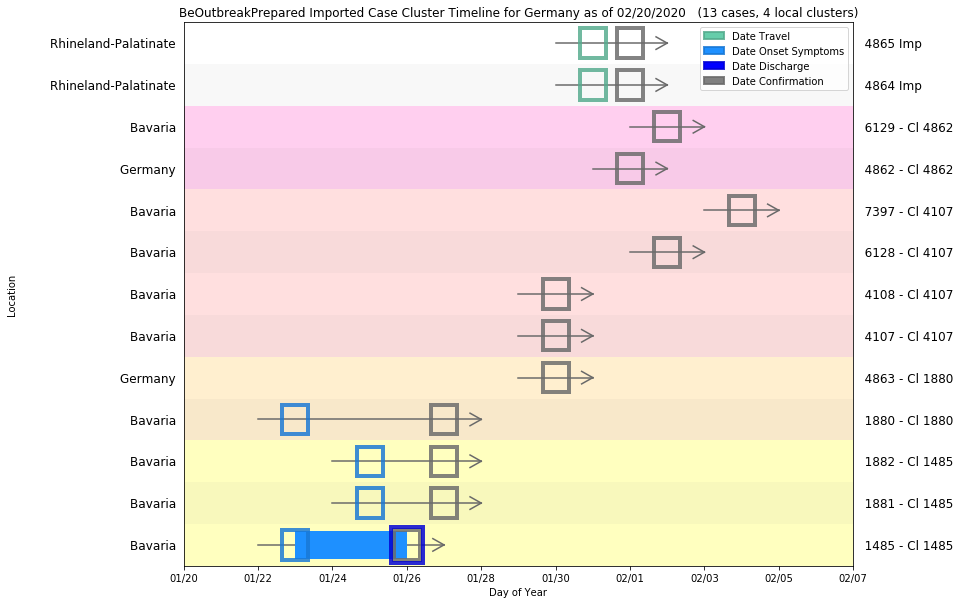 BeOutbreakPrepared Imported Case Cluster Timeline for Germany as of 02/20/2020 (13 cases, 4 local clusters)
Date Travel
Date Onset Symptoms
Date Discharge
Date Confirmation
Rhineland-Palatinate 4865 Imp
Rhineland-Palatinate 4864 Imp
Bavaria 6129 - Cl 4862
Germany 4862 - Cl 4862
Bavaria 7397 - Cl 4107
Bavaria 6128 - Cl 4107
Bavaria 4108 - Cl 4107
Bavaria 4107 - Cl 4107
Germany 4863 - Cl 1880
Bavaria 1880 - Cl 1880
Bavaria 1882 - Cl 1485
Bavaria 1881 - Cl 1485
Bavaria 1485 - Cl 1485
Location
01/20 01/22 01/24 01/26 01/28 01/30 02/01 02/03 02/05 02/07
Day of Year